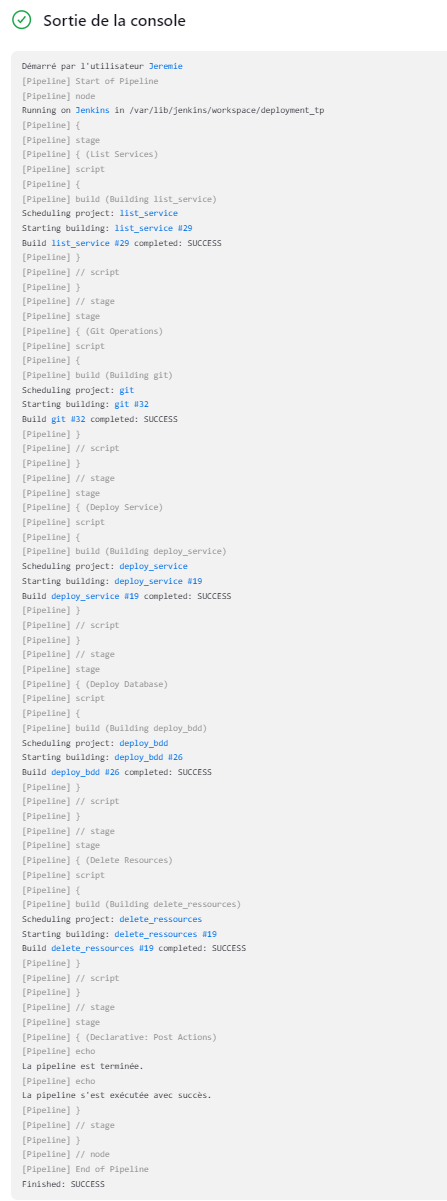 Sortie de la console
Démarré par l'utilisateur Jeremie
[Pipeline] Start of Pipeline
[Pipeline] node
Running on Jenkins in /var/lib/jenkins/workspace/deployment_tp
[Pipeline] {
[Pipeline] stage
[Pipeline] { (List Services)
[Pipeline] script
[Pipeline] {
[Pipeline] build (Building list_service)
Scheduling project: list_service
Starting building: list_service #29
Build list_service #29 completed: SUCCESS
[Pipeline] }
[Pipeline] // script
[Pipeline] }
[Pipeline] // stage
[Pipeline] stage
[Pipeline] { (Git Operations)
[Pipeline] script
[Pipeline] {
[Pipeline] build (Building git)
Scheduling project: git
Starting building: git #32
Build git #32 completed: SUCCESS
[Pipeline] }
[Pipeline] // script
[Pipeline] }
[Pipeline] // stage
[Pipeline] stage
[Pipeline] { (Deploy Service)
[Pipeline] script
[Pipeline] {
[Pipeline] build (Building deploy_service)
Scheduling project: deploy_service
Starting building: deploy_service #19
Build deploy_service #19 completed: SUCCESS
[Pipeline] }
[Pipeline] // script
[Pipeline] }
[Pipeline] // stage
[Pipeline] stage
[Pipeline] { (Deploy Database)
[Pipeline] script
[Pipeline] {
[Pipeline] build (Building deploy_bdd)
Scheduling project: deploy_bdd
Starting building: deploy_bdd #26
Build deploy_bdd #26 completed: SUCCESS
[Pipeline] }
[Pipeline] // script
[Pipeline] }
[Pipeline] // stage
[Pipeline] stage
[Pipeline] { (Delete Resources)
[Pipeline] script
[Pipeline] {
[Pipeline] build (Building delete_ressources)
Scheduling project: delete_ressources
Starting building: delete_ressources #19
Build delete_ressources #19 completed: SUCCESS
[Pipeline] }
[Pipeline] // script
[Pipeline] }
[Pipeline] // stage
[Pipeline] stage
[Pipeline] { (Declarative: Post Actions)
[Pipeline] echo
La pipeline est terminée.
[Pipeline] echo
La pipeline s'est exécutée avec succès.
[Pipeline] }
[Pipeline] // stage
[Pipeline] }
[Pipeline] // node
[Pipeline] End of Pipeline
Finished: SUCCESS